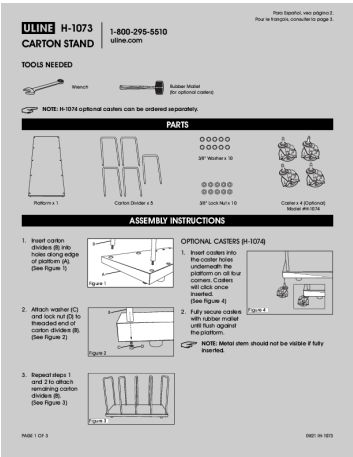 Para Español, vea página 2.
Pour le français, consulter la page 3.
ULINE H-1073
CARTON STAND
1-800-295-5510
uline.com
TOOLS NEEDED
Wrench
Rubber Mallet
(for optional casters)
NOTE: H-1074 optional casters can be ordered separately.
PARTS
Platform x 1
Carton Divider x 5
3/8" Washer x 10
3/8" Lock Nut x 10
Caster x 4 (Optional)
Model #H-1074
ASSEMBLY INSTRUCTIONS
1. Insert carton
dividers (B) into
holes along edge
of platform (A).
(See Figure 1)
Figure 1
2. Attach washer (C)
and lock nut (D) to
threaded end of
carton dividers (B).
(See Figure 2)
Figure 2
3. Repeat steps 1
and 2 to attach
remaining carton
dividers (B).
(See Figure 3)
Figure 3
OPTIONAL CASTERS (H-1074)
1. Insert casters into
the caster holes
underneath the
platform on all four
corners. Casters
will click once
inserted.
(See Figure 4)
Figure 4
2. Fully secure casters
with rubber mallet
until flush against
the platform.
NOTE: Metal stem should not be visible if fully
inserted.
PAGE 1 OF 3
0821 IH-1073